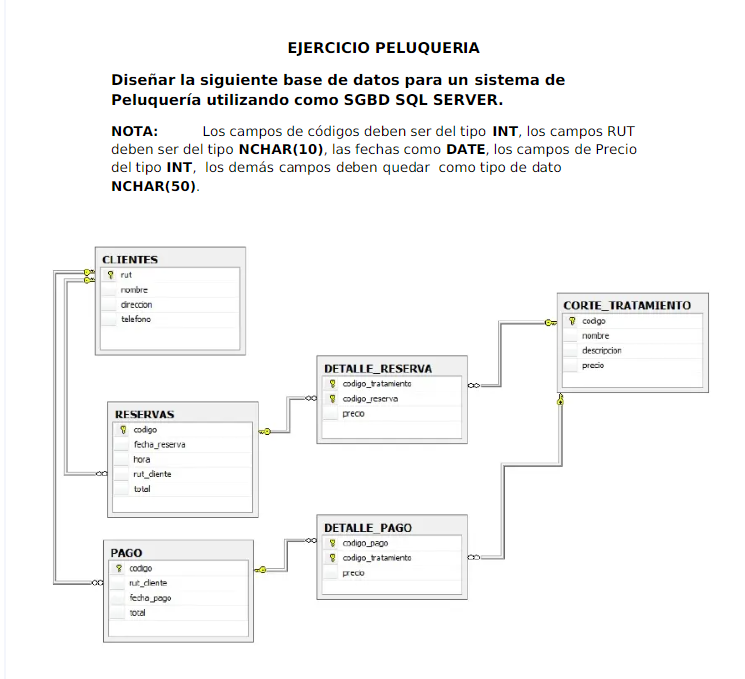 EJERCICIO PELUQUERIA
Diseñar la siguiente base de datos para un sistema de
Peluquería utilizando como SGBD SQL SERVER.
NOTA: Los campos de códigos deben ser del tipo INT, los campos RUT
deben ser del tipo NCHAR(10), las fechas como DATE, los campos de Precio
del tipo INT, los demás campos deben quedar como tipo de dato
NCHAR(50).
CLIENTES
rut
nombre
direccion
telefono
RESERVAS
codigo
fecha_reserva
hora
rut_cliente
total
PAGO
codigo
rut_cliente
fecha_pago
total
DETALLE_RESERVA
codigo_tratamiento
codigo_reserva
precio
DETALLE_PAGO
codigo_pago
codigo_tratamiento
precio
CORTE_TRATAMIENTO
codigo
nombre
descripcion
precio